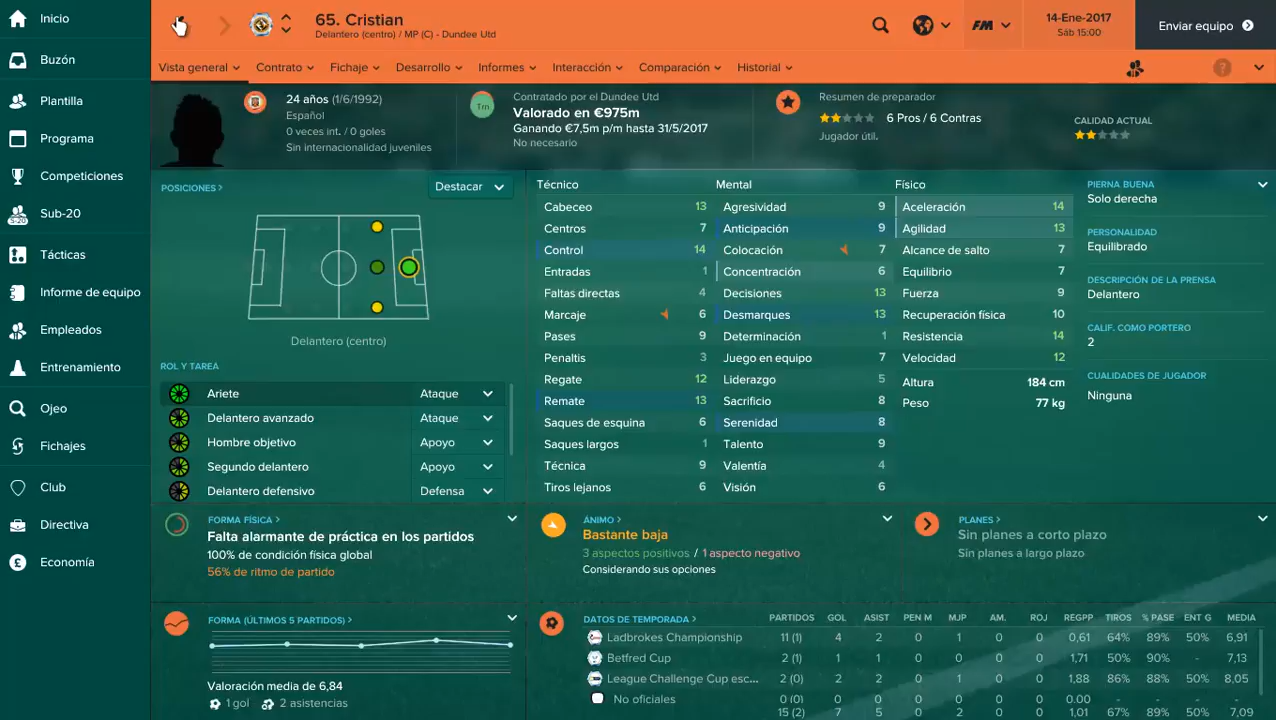 Inicio
Buzón
Plantilla
Programa
Competiciones
Sub-20
Tácticas
Informe de equipo
Empleados
Entrenamiento
Ojeo
Fichajes
Club
Directiva
Economía
65. Cristian
Delantero (centro) / MP (C) - Dundee Utd
FM
14-Ene-2017
Sáb 15:00
Enviar equipo
Vista general
Contrato
Fichaje
Desarrollo
Informes
Interacción
Comparación
Historial
24 años (1/6/1992)
Español
0 veces int. / 0 goles
Sin internacionalidad juveniles
Trn
Contratado por el Dundee Utd
Valorado en €975m
Ganando €7,5m p/m hasta 31/5/2017
No necesario
Resumen de preparador
6 Pros / 6 Contras
Jugador útil.
CALIDAD ACTUAL
POSICIONES >
Destacar
Delantero (centro)
ROL Y TAREA
Ariete Ataque
Delantero avanzado Ataque
Hombre objetivo Apoyo
Segundo delantero Apoyo
Delantero defensivo Defensa
Técnico
Cabeceo 13
Centros 7
Control 14
Entradas 1
Faltas directas 4
Marcaje 6
Pases 9
Penaltis 3
Regate 12
Remate 13
Saques de esquina 6
Saques largos 1
Técnica 9
Tiros lejanos 6
Mental
Agresividad 9
Anticipación 9
Colocación 7
Concentración 6
Decisiones 13
Desmarques 13
Determinación 1
Juego en equipo 7
Liderazgo 5
Sacrificio 8
Serenidad 8
Talento 9
Valentía 4
Visión 6
Físico
Aceleración 14
Agilidad 13
Alcance de salto 7
Equilibrio 7
Fuerza 9
Recuperación física 10
Resistencia 14
Velocidad 12
Altura 184 cm
Peso 77 kg
PIERNA BUENA
Solo derecha
PERSONALIDAD
Equilibrado
DESCRIPCIÓN DE LA PRENSA
Delantero
CALIF. COMO PORTERO
2
CUALIDADES DE JUGADOR
Ninguna
FORMA FÍSICA >
Falta alarmante de práctica en los partidos
100% de condición física global
56% de ritmo de partido
ÁNIMO >
Bastante baja
3 aspectos positivos / 1 aspecto negativo
Considerando sus opciones
PLANES >
Sin planes a corto plazo
Sin planes a largo plazo
FORMA (ÚLTIMOS 5 PARTIDOS) >
Valoración media de 6,84
1 gol 2 asistencias
DATOS DE TEMPORADA > PARTIDOS GOL ASIST PEN M MJP AM. ROJ REGPP TIROS % PASE ENT G MEDIA
Ladbrokes Championship 11 (1) 4 2 0 1 0 0 0,61 64% 89% 50% 6,91
Betfred Cup 2 (1) 1 1 0 0 0 0 1,71 50% 90% - 7,13
League Challenge Cup esc... 2 (0) 2 2 0 1 0 0 1,88 86% 88% 50% 8,05
No oficiales 0 (0) 0 0 0 0 0 0 0.00 - - - -
15 (2) 7 5 0 2 0 0 1,01 67% 89% 50% 7,09